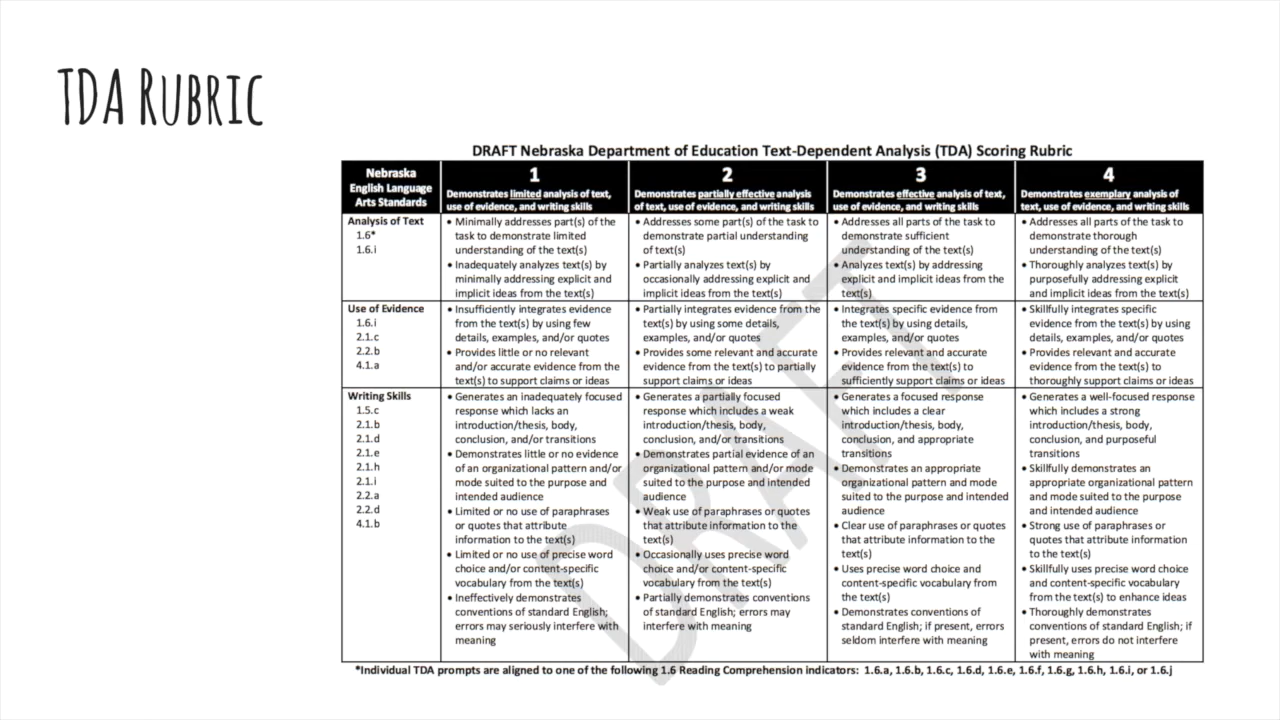 TDA Rubric
DRAFT Nebraska Department of Education Text-Dependent Analysis (TDA) Scoring Rubric
Nebraska
English Language
Arts Standards
1
Demonstrates limited analysis of text,
use of evidence, and writing skills
2
Demonstrates partially effective analysis
of text, use of evidence, and writing skills
3
Demonstrates effective analysis of text,
use of evidence, and writing skills
4
Demonstrates exemplary analysis of
text, use of evidence, and writing skills
Analysis of Text
1.6*
1.6.i
• Minimally addresses part(s) of the
task to demonstrate limited
understanding of the text(s)
• Inadequately analyzes text(s) by
minimally addressing explicit and
implicit ideas from the text(s)
• Addresses some part(s) of the task to
demonstrate partial understanding
of text(s)
• Partially analyzes text(s) by
occasionally addressing explicit and
implicit ideas from the text(s)
• Addresses all parts of the task to
demonstrate sufficient
understanding of the text(s)
• Analyzes text(s) by addressing
explicit and implicit ideas from the
text(s)
• Addresses all parts of the task to
demonstrate thorough
understanding of the text(s)
• Thoroughly analyzes text(s) by
purposefully addressing explicit
and implicit ideas from the text(s)
Use of Evidence
1.6.i
2.1.c
2.2.b
4.1.a
• Insufficiently integrates evidence
from the text(s) by using few
details, examples, and/or quotes
• Provides little or no relevant
and/or accurate evidence from the
text(s) to support claims or ideas
• Partially integrates evidence from the
text(s) by using some details,
examples, and/or quotes
• Provides some relevant and accurate
evidence from the text(s) to partially
support claims or ideas
• Integrates specific evidence from
the text(s) by using details,
examples, and/or quotes
• Provides relevant and accurate
evidence from the text(s) to
sufficiently support claims or ideas
• Skillfully integrates specific
evidence from the text(s) by using
details, examples, and/or quotes
• Provides relevant and accurate
evidence from the text(s) to
thoroughly support claims or ideas
Writing Skills
1.5.c
2.1.b
2.1.d
2.1.e
2.1.h
2.1.i
2.2.a
2.2.d
4.1.b
• Generates an inadequately focused
response which lacks an
introduction/thesis, body,
conclusion, and/or transitions
• Demonstrates little or no evidence
of an organizational pattern and/or
mode suited to the purpose and
intended audience
• Limited or no use of paraphrases
or quotes that attribute
information to the text(s)
• Limited or no use of precise word
choice and/or content-specific
vocabulary from the text(s)
• Ineffectively demonstrates
conventions of standard English;
errors may seriously interfere with
meaning
• Generates a partially focused
response which includes a weak
introduction/thesis, body,
conclusion, and/or transitions
• Demonstrates partial evidence of an
organizational pattern and/or mode
suited to the purpose and intended
audience
• Weak use of paraphrases or quotes
that attribute information to the
text(s)
• Occasionally uses precise word
choice and/or content-specific
vocabulary from the text(s)
• Partially demonstrates conventions
of standard English; errors may
interfere with meaning
• Generates a focused response
which includes a clear
introduction/thesis, body,
conclusion, and appropriate
transitions
• Demonstrates an appropriate
organizational pattern and mode
suited to the purpose and intended
audience
• Clear use of paraphrases or quotes
that attribute information to the
text(s)
• Uses precise word choice and
content-specific vocabulary from
the text(s)
• Demonstrates conventions of
standard English; if present, errors
seldom interfere with meaning
• Generates a well-focused response
which includes a strong
introduction/thesis, body,
conclusion, and purposeful
transitions
• Skillfully demonstrates an
appropriate organizational pattern
and mode suited to the purpose
and intended audience
• Strong use of paraphrases or
quotes that attribute information
to the text(s)
• Skillfully uses precise word choice
and content-specific vocabulary
from the text(s) to enhance ideas
• Thoroughly demonstrates
conventions of standard English; if
present, errors do not interfere
with meaning
*Individual TDA prompts are aligned to one of the following 1.6 Reading Comprehension indicators: 1.6.a, 1.6.b, 1.6.c, 1.6.d, 1.6.e, 1.6.f, 1.6.g, 1.6.h, 1.6.i, or 1.6.j
DRAFT